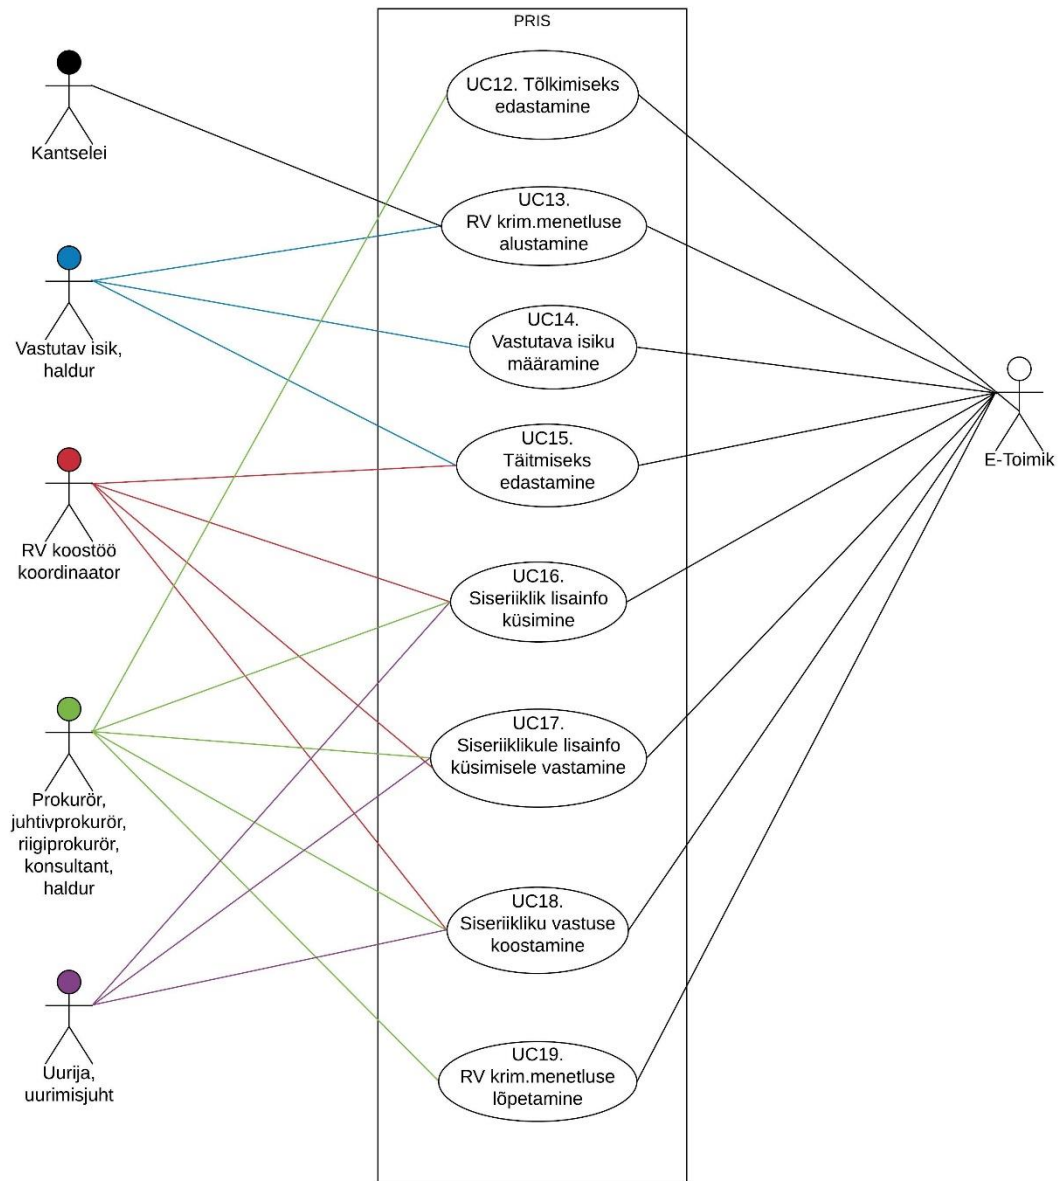 PRIS
UC12. Tõlkimiseks
edastamine
Kantselei
UC13.
RV krim.menetluse
alustamine
Vastutav isik,
haldur
UC14.
Vastutava isiku
määramine
UC15.
Täitmiseks
edastamine
E-Toimik
RV koostöö
koordinaator
UC16.
Siseriiklik lisainfo
küsimine
UC17.
Siseriiklikule lisainfo
küsimisele vastamine
Prokurör,
juhtivprokurör,
riigiprokurör,
konsultant,
haldur
UC18.
Siseriikliku vastuse
koostamine
Uurija,
uurimisjuht
UC19.
RV krim.menetluse
lõpetamine